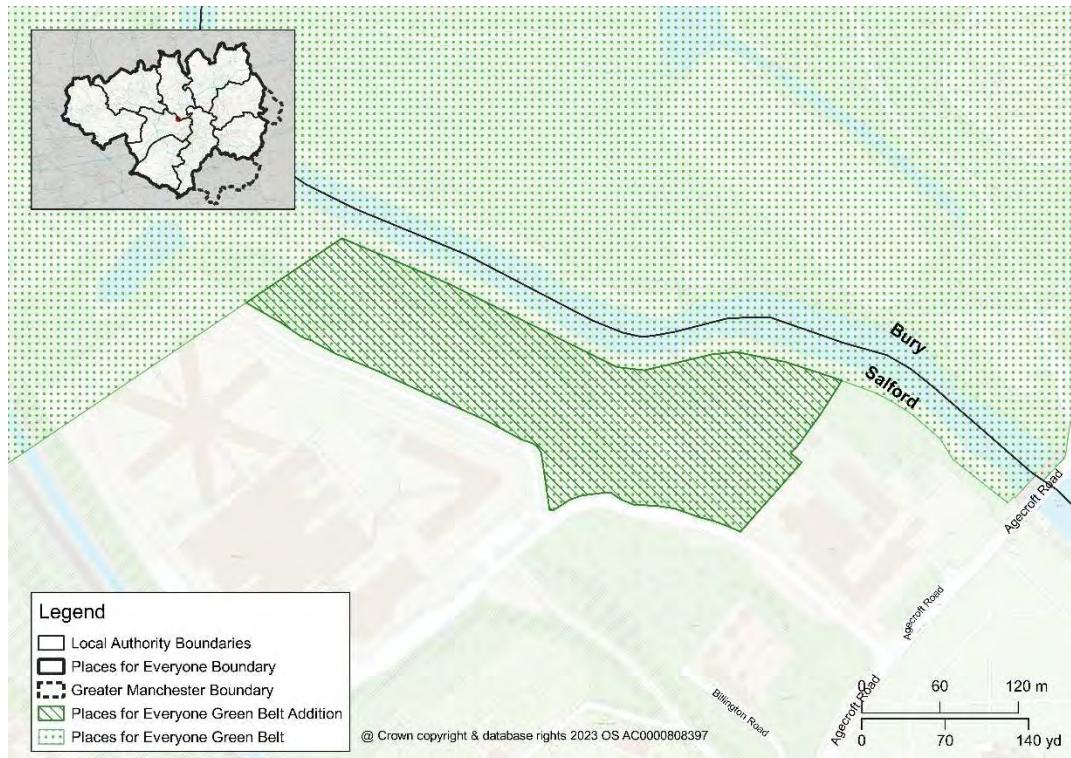 Bury
Salford
Agecroft Road
Agecroft Road
Agecroft Road
Billington Road
Legend
Local Authority Boundaries
Places for Everyone Boundary
Greater Manchester Boundary
Places for Everyone Green Belt Addition
Places for Everyone Green Belt
@ Crown copyright & database rights 2023 OS AC0000808397
0 60 120 m
0 70 140 yd